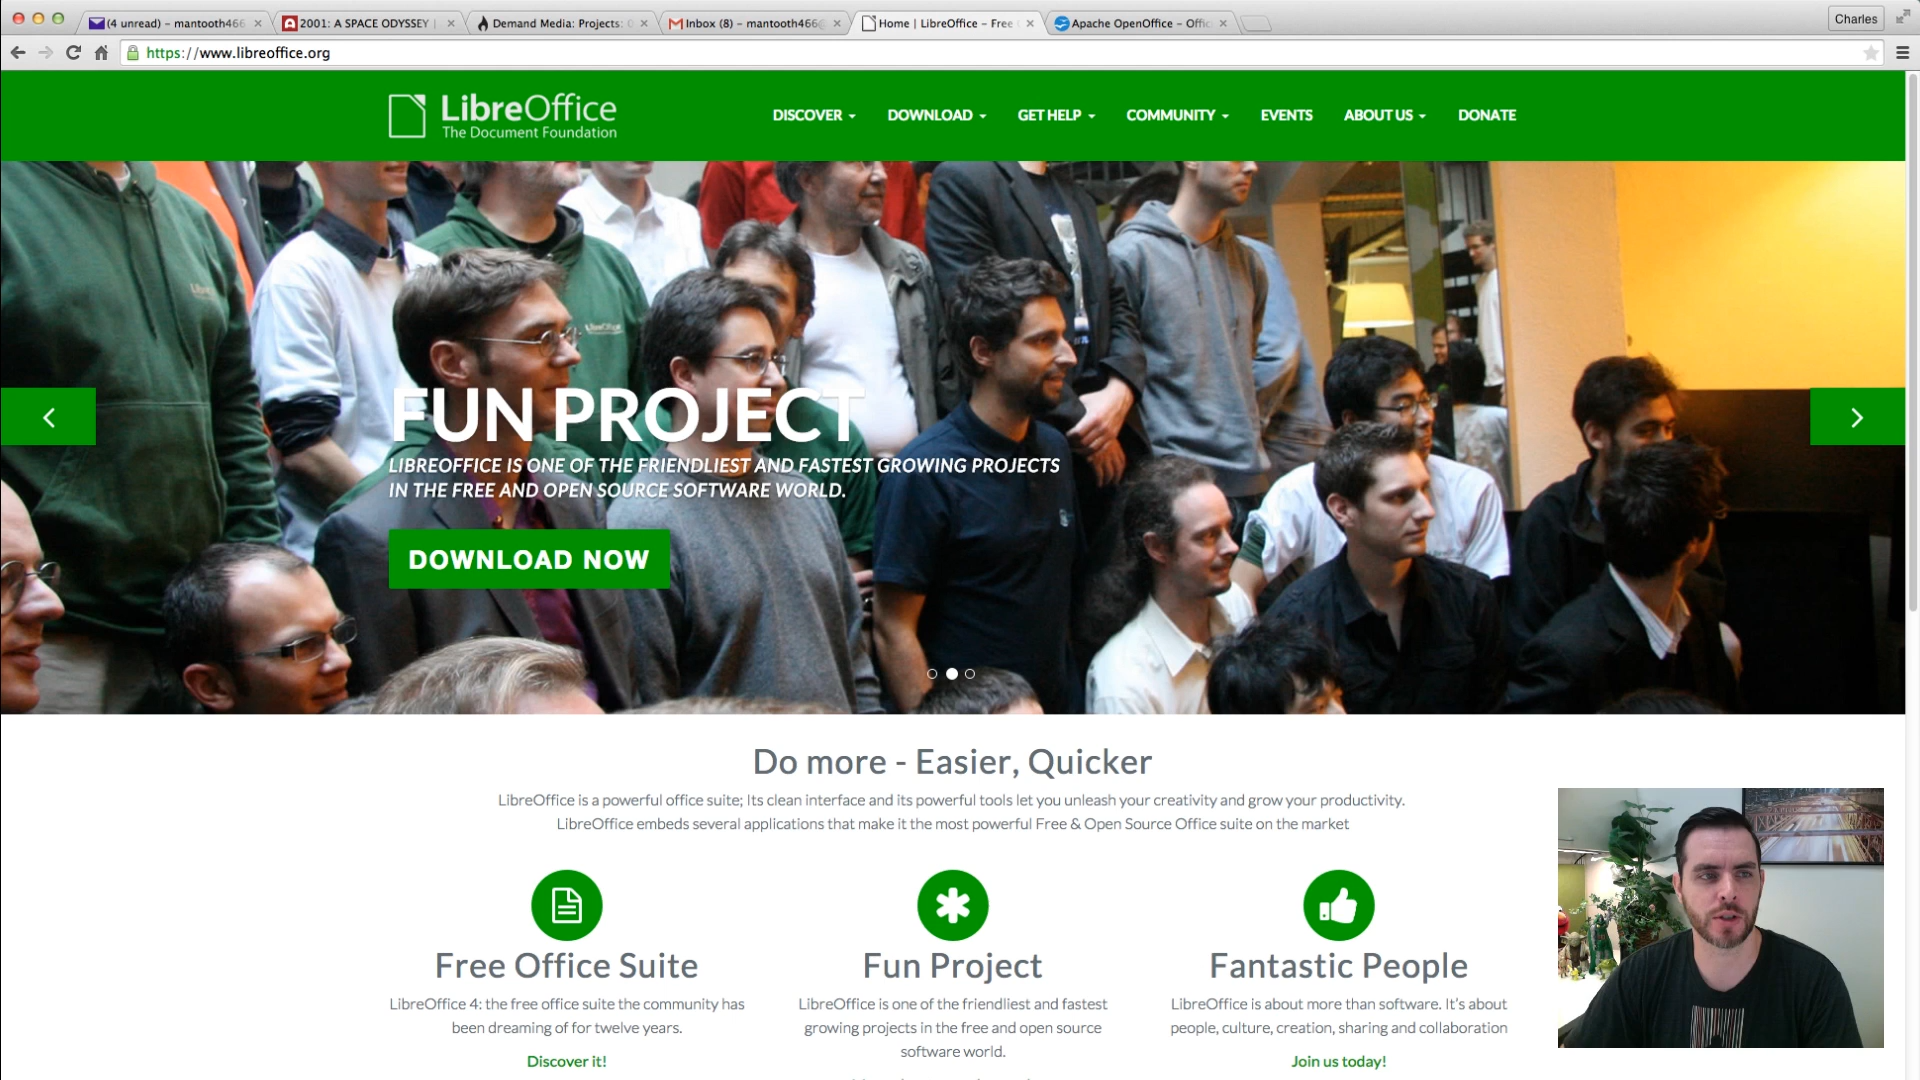 (4 unread) – mantooth466
2001: A SPACE ODYSSEY |
Demand Media: Projects:
Inbox (8) – mantooth466@
Home | LibreOffice – Free
Apache OpenOffice – Offic
Charles
https://www.libreoffice.org
LibreOffice
The Document Foundation
DISCOVER
DOWNLOAD
GET HELP
COMMUNITY
EVENTS
ABOUT US
DONATE
FUN PROJECT
LIBREOFFICE IS ONE OF THE FRIENDLIEST AND FASTEST GROWING PROJECTS
IN THE FREE AND OPEN SOURCE SOFTWARE WORLD.
DOWNLOAD NOW
Do more - Easier, Quicker
LibreOffice is a powerful office suite; Its clean interface and its powerful tools let you unleash your creativity and grow your productivity.
LibreOffice embeds several applications that make it the most powerful Free & Open Source Office suite on the market
Free Office Suite
LibreOffice 4: the free office suite the community has
been dreaming of for twelve years.
Discover it!
Fun Project
LibreOffice is one of the friendliest and fastest
growing projects in the free and open source
software world.
Fantastic People
LibreOffice is about more than software. It's about
people, culture, creation, sharing and collaboration
Join us today!